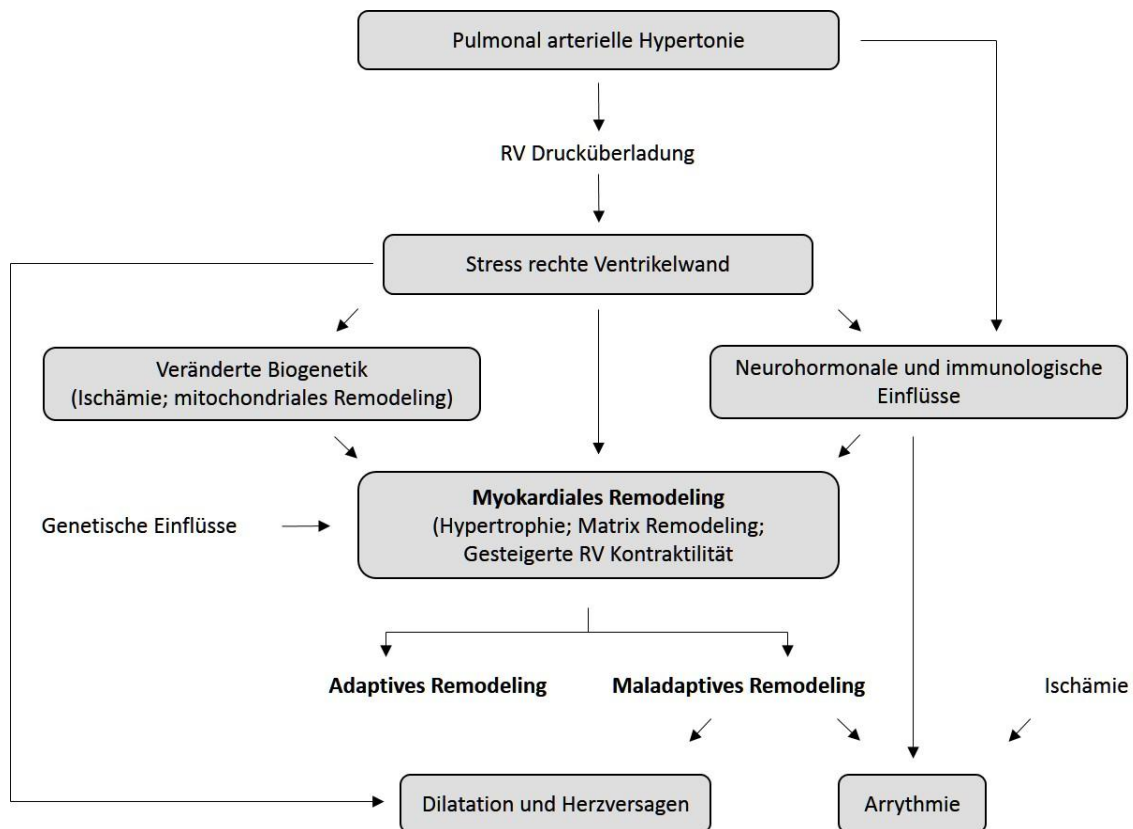 Pulmonal arterielle Hypertonie
RV Drucküberladung
Stress rechte Ventrikelwand
Veränderte Biogenetik
(Ischämie; mitochondriales Remodeling)
Neurohormonale und immunologische
Einflüsse
Genetische Einflüsse
Myokardiales Remodeling
(Hypertrophie; Matrix Remodeling;
Gesteigerte RV Kontraktilität
Adaptives Remodeling
Maladaptives Remodeling
Ischämie
Dilatation und Herzversagen
Arrythmie